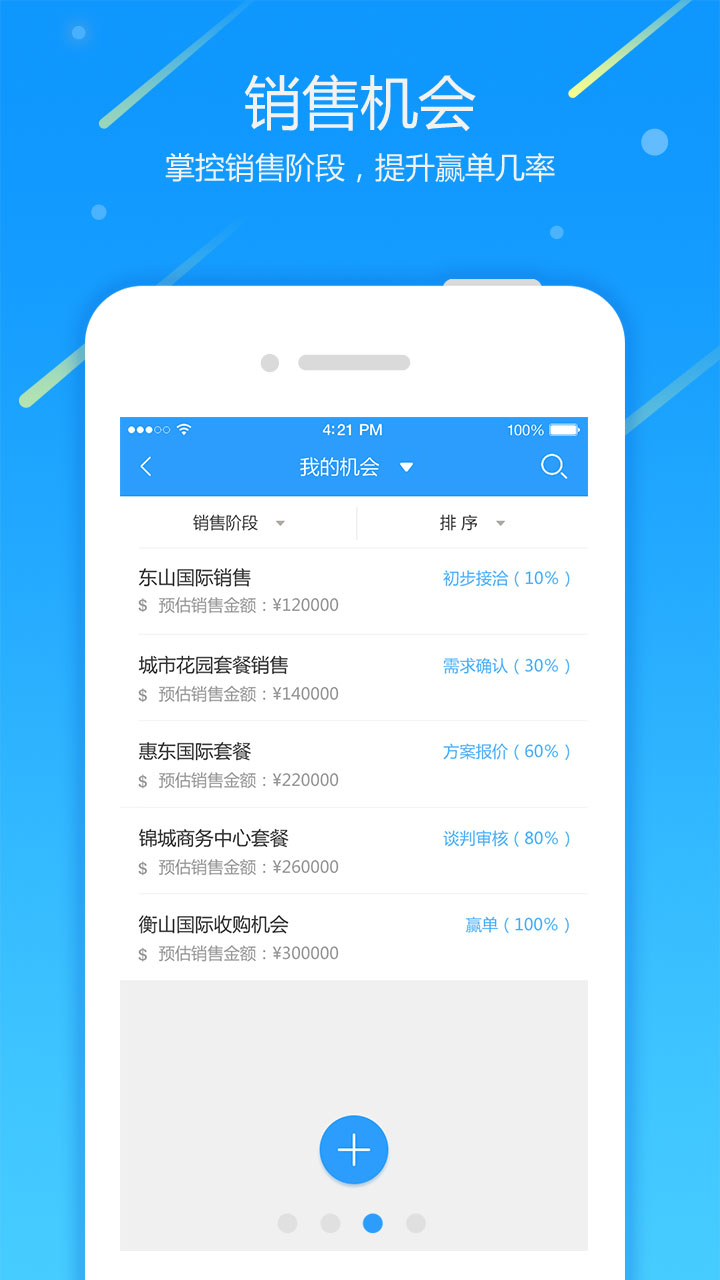 销售机会
掌控销售阶段，提升赢单几率
4:21 PM 100%
我的机会
销售阶段 排 序
东山国际销售 初步接洽（10%）
$ 预估销售金额：¥120000
城市花园套餐销售 需求确认（30%）
$ 预估销售金额：¥140000
惠东国际套餐 方案报价（60%）
$ 预估销售金额：¥220000
锦城商务中心套餐 谈判审核（80%）
$ 预估销售金额：¥260000
衡山国际收购机会 赢单（100%）
$ 预估销售金额：¥300000